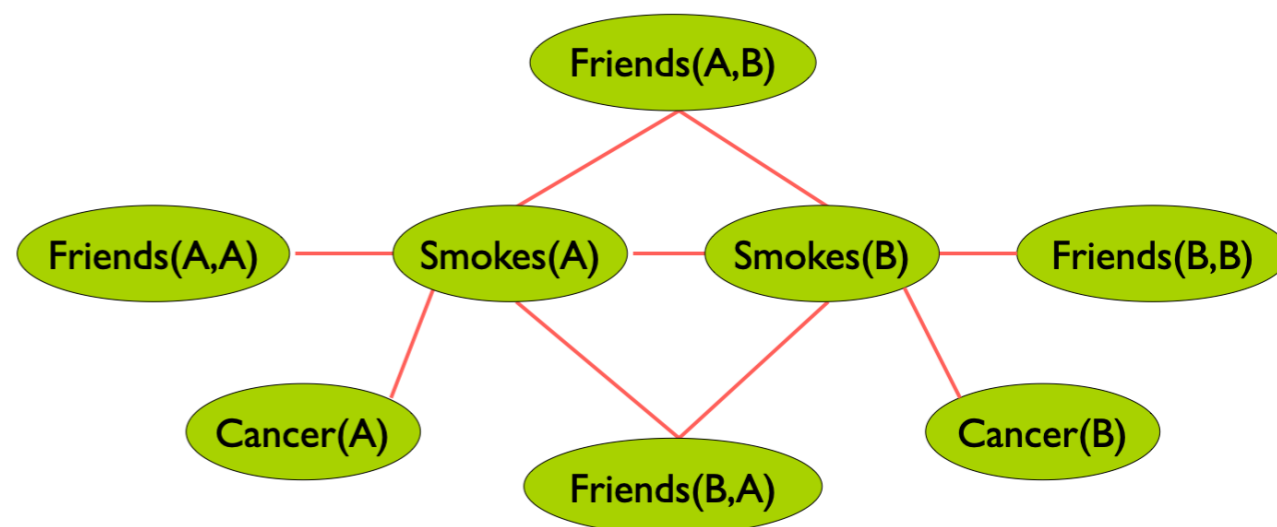 Friends(A,B)
Friends(A,A)
Smokes(A)
Smokes(B)
Friends(B,B)
Cancer(A)
Cancer(B)
Friends(B,A)